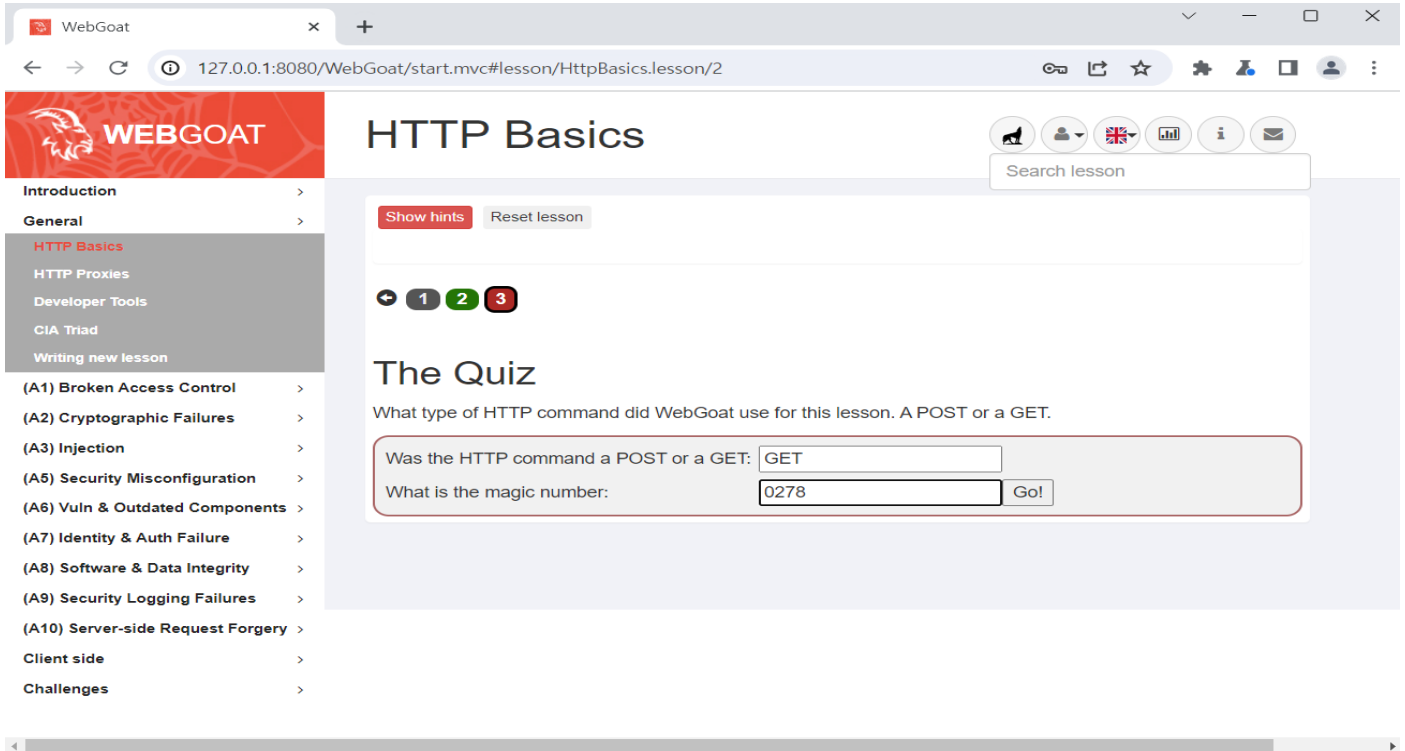 WebGoat
127.0.0.1:8080/WebGoat/start.mvc#lesson/HttpBasics.lesson/2
WEBGOAT
HTTP Basics
Search lesson
Introduction
General
HTTP Basics
HTTP Proxies
Developer Tools
CIA Triad
Writing new lesson
(A1) Broken Access Control
(A2) Cryptographic Failures
(A3) Injection
(A5) Security Misconfiguration
(A6) Vuln & Outdated Components
(A7) Identity & Auth Failure
(A8) Software & Data Integrity
(A9) Security Logging Failures
(A10) Server-side Request Forgery
Client side
Challenges
Show hints Reset lesson
1 2 3
The Quiz
What type of HTTP command did WebGoat use for this lesson. A POST or a GET.
Was the HTTP command a POST or a GET: GET
What is the magic number: 0278 Go!